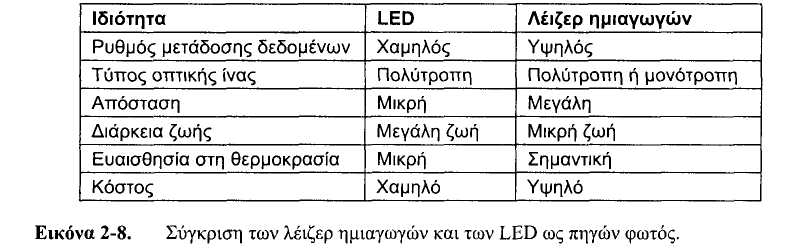 Ιδιότητα LED Λέιζερ ημιαγωγών
Ρυθμός μετάδοσης δεδομένων Χαμηλός Υψηλός
Τύπος οπτικής ίνας Πολύτροπη Πολύτροπη ή μονότροπη
Απόσταση Μικρή Μεγάλη
Διάρκεια ζωής Μεγάλη ζωή Μικρή ζωή
Ευαισθησία στη θερμοκρασία Μικρή Σημαντική
Κόστος Χαμηλό Υψηλό
Εικόνα 2-8. Σύγκριση των λέιζερ ημιαγωγών και των LED ως πηγών φωτός.